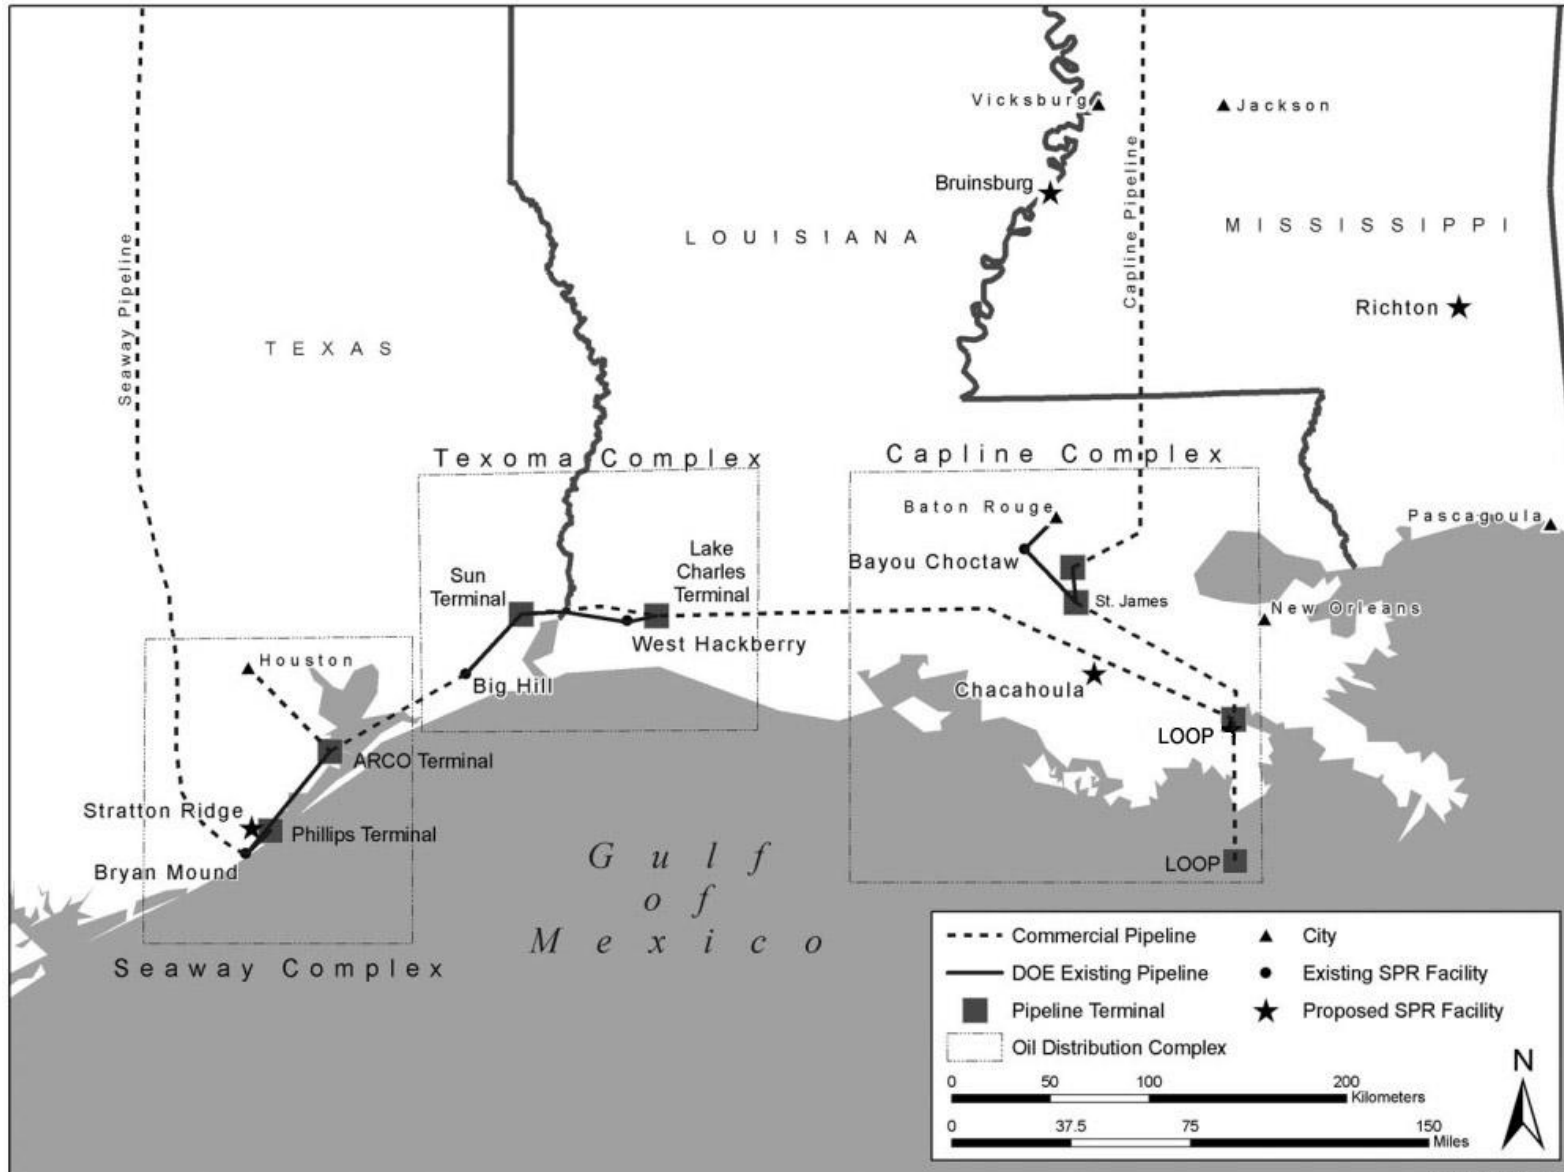 Vicksburg
Jackson
Bruinsburg
Capline Pipeline
LOUISIANA
MISSISSIPPI
Seaway Pipeline
Richton
TEXAS
Texoma Complex
Capline Complex
Baton Rouge
Pascagoula
Bayou Choctaw
Lake
Charles
Terminal
Sun
Terminal
St. James
New Orleans
West Hackberry
Houston
Big Hill
Chacahoula
LOOP
ARCO Terminal
Stratton Ridge
Phillips Terminal
Bryan Mound
LOOP
Gulf
of
Mexico
Seaway Complex
Commercial Pipeline
City
DOE Existing Pipeline
Existing SPR Facility
Pipeline Terminal
Proposed SPR Facility
Oil Distribution Complex
N
0 50 100 200
Kilometers
0 37.5 75 150
Miles